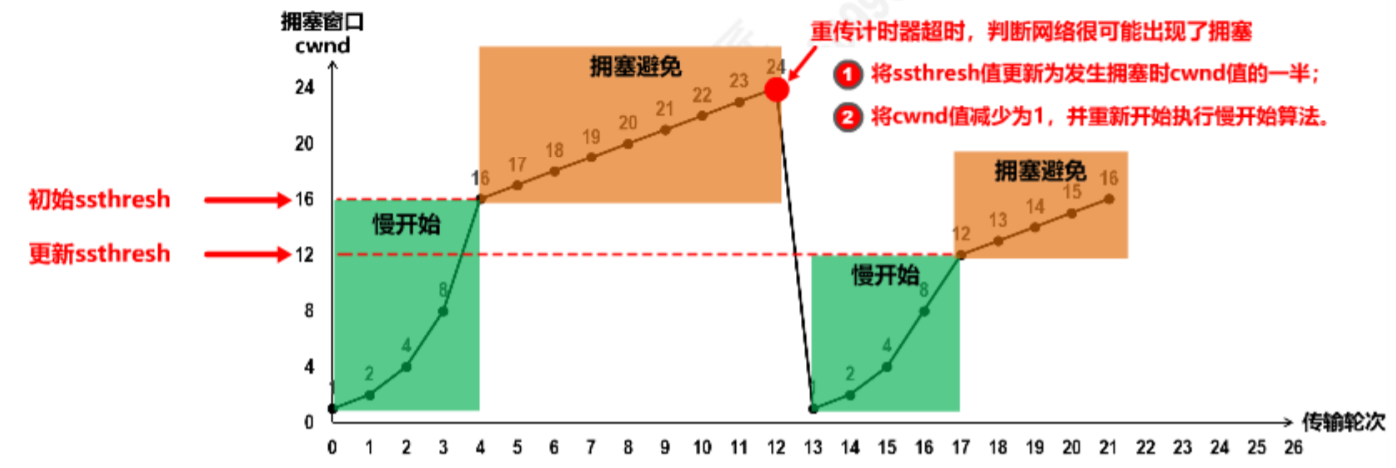 拥塞窗口
cwnd
重传计时器超时，判断网络很可能出现了拥塞
1 将ssthresh值更新为发生拥塞时cwnd值的一半；
2 将cwnd值减少为1，并重新开始执行慢开始算法。
拥塞避免
24
24
23
22
21
20
19
18
17
16
20
拥塞避免
16
15
14
13
12
初始ssthresh
16
慢开始
更新ssthresh
12
慢开始
8
8
8
4
4
4
2
2
1
1
0
传输轮次
0 1 2 3 4 5 6 7 8 9 10 11 12 13 14 15 16 17 18 19 20 21 22 23 24 25 26